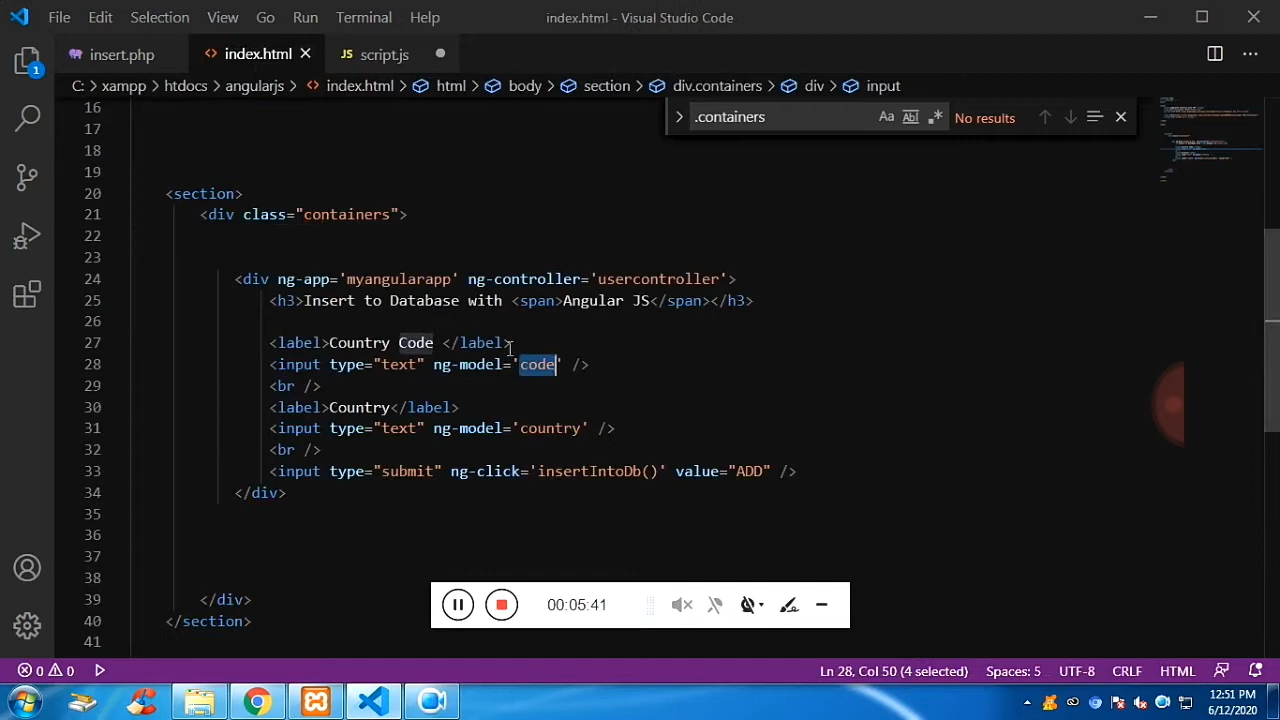 File Edit Selection View Go Run Terminal Help index.html - Visual Studio Code
insert.php index.html script.js
C: > xampp > htdocs > angularjs > index.html > html > body > section > div.containers > div > input
.containers Aa Abl .* No results
1
16
17
18
19
20 <section>
21 <div class="containers">
22
23
24 <div ng-app='myangularapp' ng-controller='usercontroller'>
25 <h3>Insert to Database with <span>Angular JS</span></h3>
26
27 <label>Country Code </label>
28 <input type="text" ng-model='code' />
29 <br />
30 <label>Country</label>
31 <input type="text" ng-model='country' />
32 <br />
33 <input type="submit" ng-click='insertIntoDb()' value="ADD" />
34 </div>
35
36
37
38
39 </div>
40 </section>
41
00:05:41
0 0 Ln 28, Col 50 (4 selected) Spaces: 5 UTF-8 CRLF HTML
12:51 PM
6/12/2020